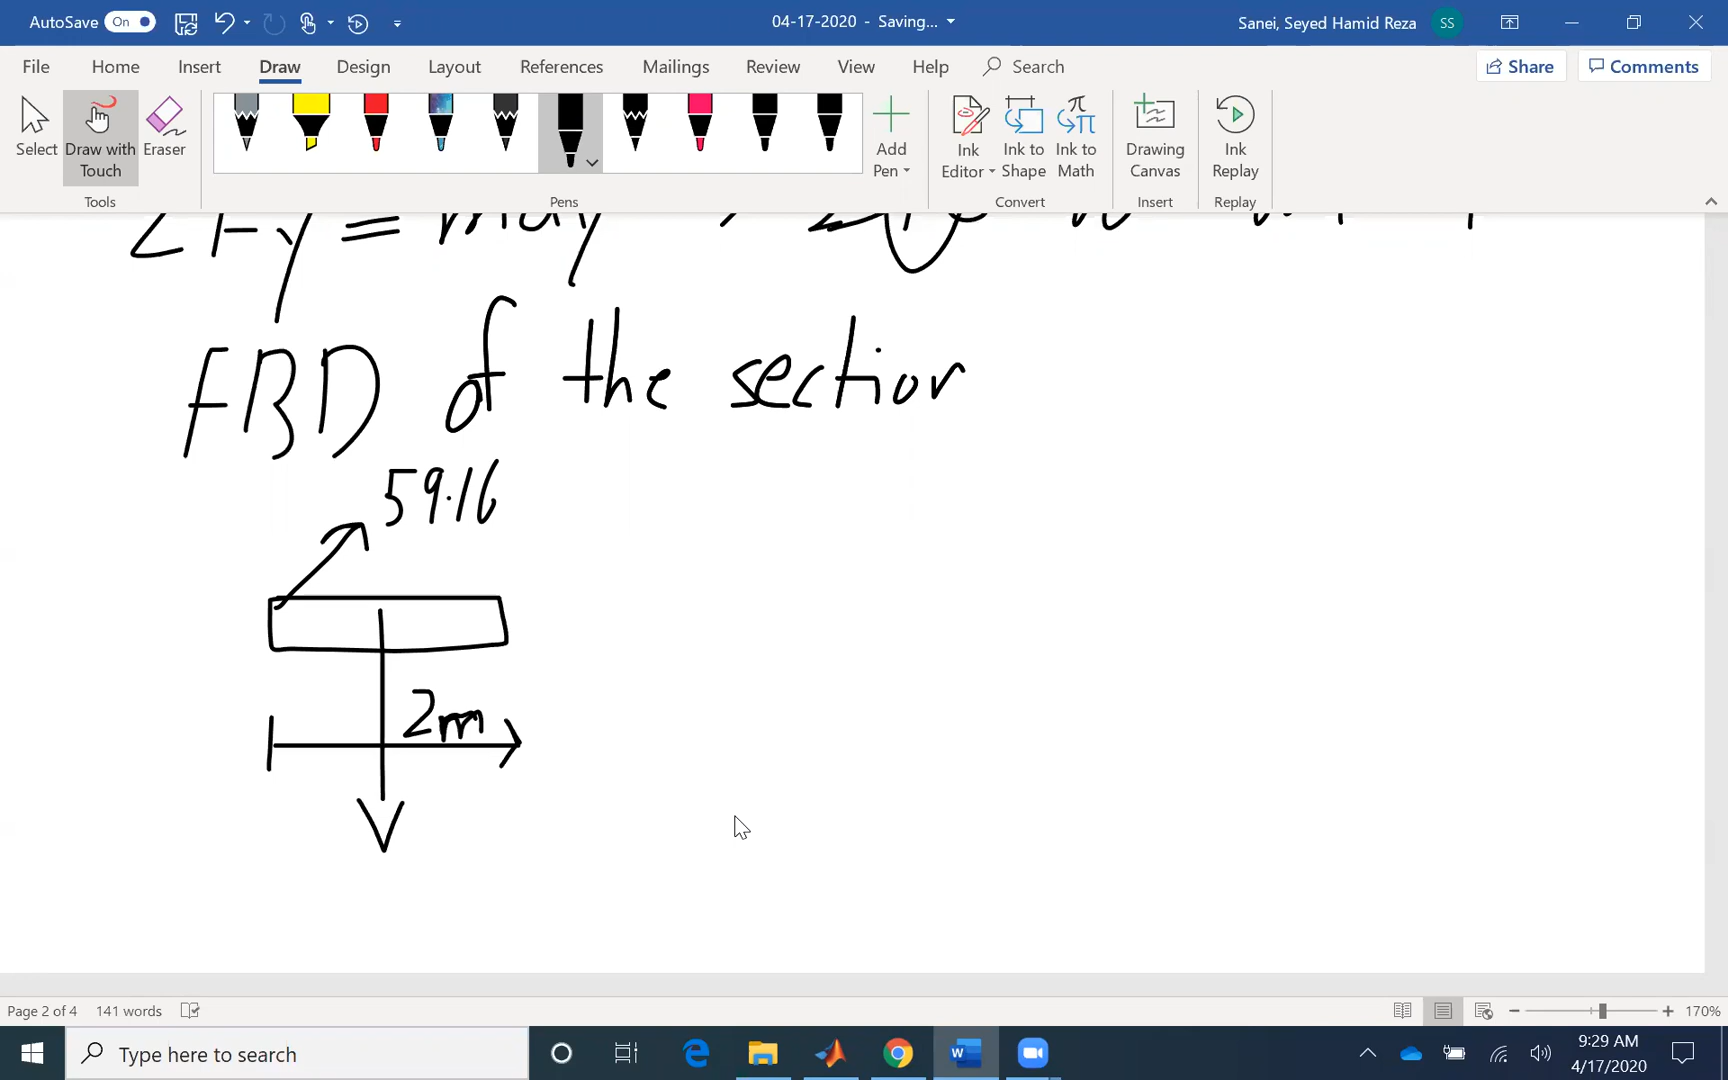 AutoSave On 04-17-2020 - Saving... Sanei, Seyed Hamid Reza SS
File Home Insert Draw Design Layout References Mailings Review View Help Search Share Comments
Select Draw with Touch Eraser Add Pen Ink Editor Ink to Shape Ink to Math Drawing Canvas Ink Replay
Tools Pens Convert Insert Replay
ΣFy = may
FBD of the section
59.16
2m
Page 2 of 4 141 words 170%
Type here to search 9:29 AM
4/17/2020